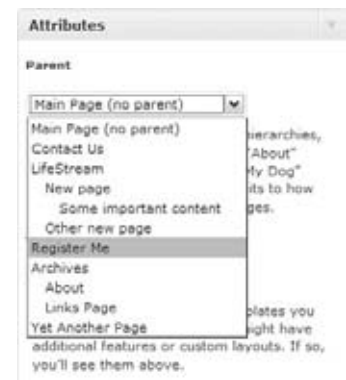 Attributes
Parent
Main Page (no parent)
Main Page (no parent)
Contact Us
LifeStream
New page
Some important content
Other new page
Register Me
Archives
About
Links Page
Yet Another Page
hierarchies,
"About"
"My Dog"
its to how
ges.
plates you
ight have
additional features or custom layouts. If so,
you'll see them above.